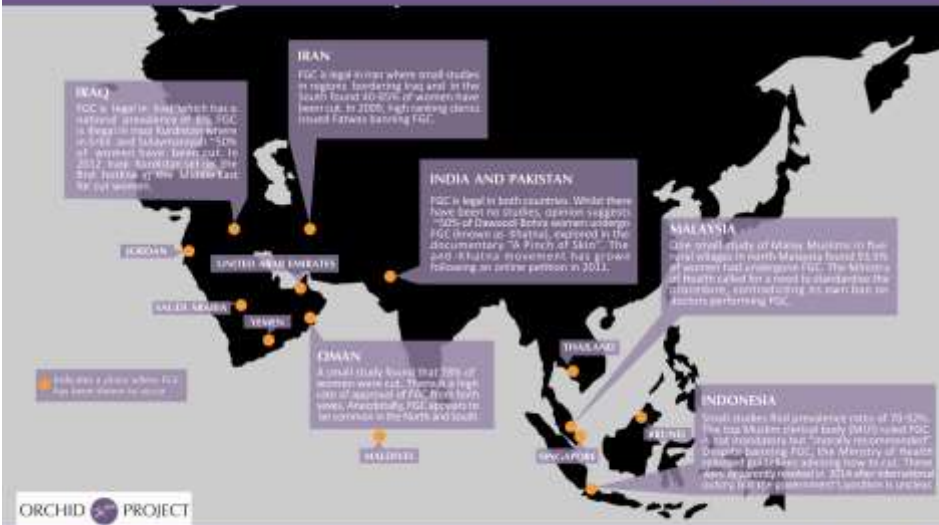 IRAN
FGC is legal in Iran where small studies
in regions bordering Iraq and in the
South found 40-85% of women have
been cut. In 2009, high ranking clerics
issued Fatwas banning FGC.
IRAQ
FGC is legal in Iraq which has a
national prevalence of 8%. FGC
is illegal in Iraqi Kurdistan where
in Erbil and Sulaymaniyah ~50%
of women have been cut. In
2012 Iraqi Kurdistan set up the
first hotline in the Middle East
for cut women.
INDIA AND PAKISTAN
FGC is legal in both countries. Whilst there
have been no studies, opinion suggests
~50% of Dawoodi Bohra women undergo
FGC (known as Khatna), explored in the
documentary "A Pinch of Skin". The
anti-Khatna movement has grown
following an online petition in 2011.
MALAYSIA
One small study of Malay Muslims in five
rural villages in north Malaysia found
of women had undergone FGC. The Ministry
of Health called for a need to standardise the
procedure, contradicting its own ban on
doctors performing FGC.
JORDAN
UNITED ARAB EMIRATES
SAUDI ARABIA
YEMEN
OMAN
A small study found that 78% of
women were cut. There is a high
rate of approval of FGC from both
sexes. Anecdotally, FGC appears to
be common in the North and South
THAILAND
Indicates a place where FGC
has been known to occur
INDONESIA
Small studies find prevalence rates of 70-92%.
The top Muslim clerical body (MUI) ruled FGC
is not mandatory but "morally recommended".
Despite banning FGC, the Ministry of Health
released guidelines advising how to cut. These
were apparently revoked in 2014 after international
outcry, but the government's position is unclear
BRUNEI
SINGAPORE
MALDIVES
ORCHID PROJECT